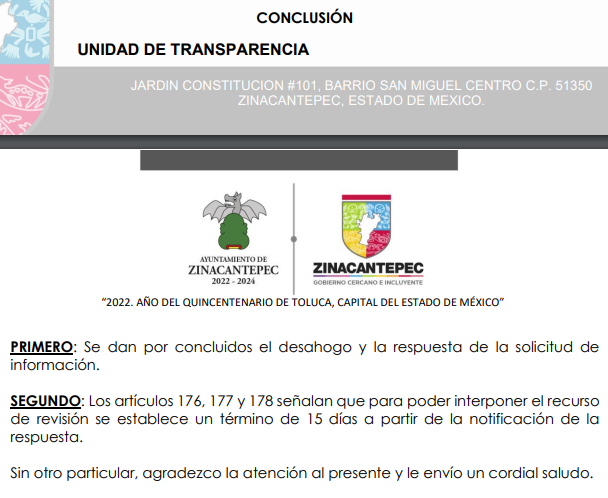 CONCLUSIÓN
UNIDAD DE TRANSPARENCIA
JARDIN CONSTITUCION #101, BARRIO SAN MIGUEL CENTRO C.P. 51350
ZINACANTEPEC, ESTADO DE MEXICO.
AYUNTAMIENTO DE
ZINACANTEPEC
2022 - 2024
ZINACANTEPEC
GOBIERNO CERCANO E INCLUYENTE
“2022. AÑO DEL QUINCENTENARIO DE TOLUCA, CAPITAL DEL ESTADO DE MÉXICO”
PRIMERO: Se dan por concluidos el desahogo y la respuesta de la solicitud de
información.
SEGUNDO: Los artículos 176, 177 y 178 señalan que para poder interponer el recurso
de revisión se establece un término de 15 días a partir de la notificación de la
respuesta.
Sin otro particular, agradezco la atención al presente y le envío un cordial saludo.